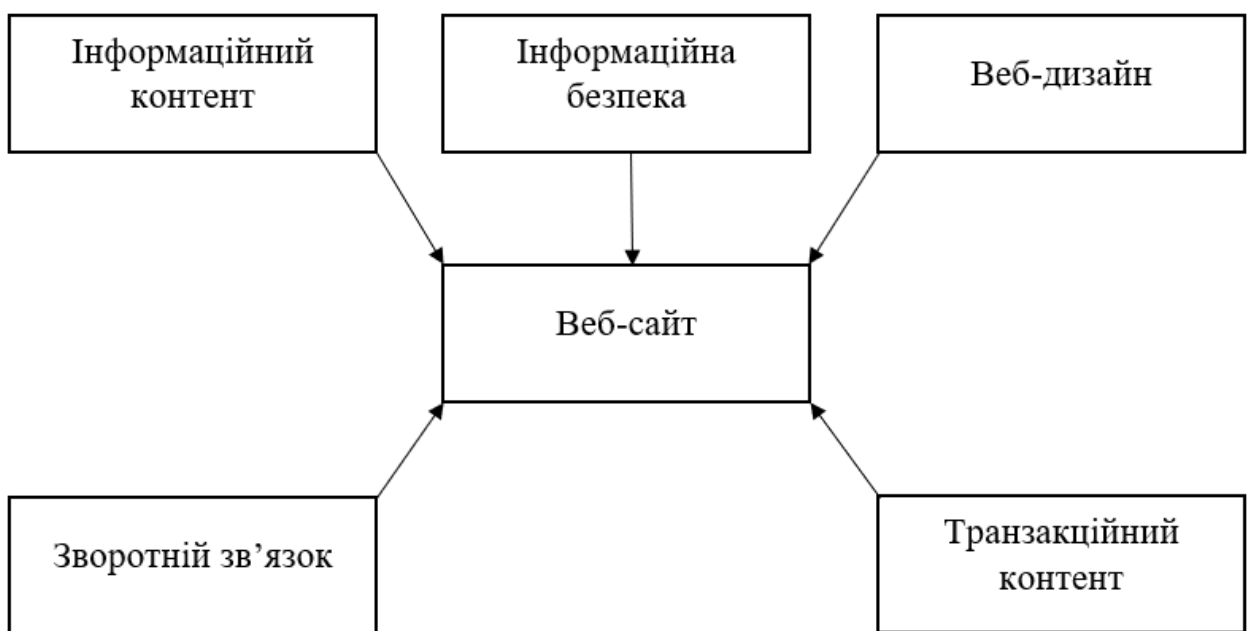 Інформаційний
контент
Інформаційна
безпека
Веб-дизайн
Веб-сайт
Зворотній зв’язок
Транзакційний
контент